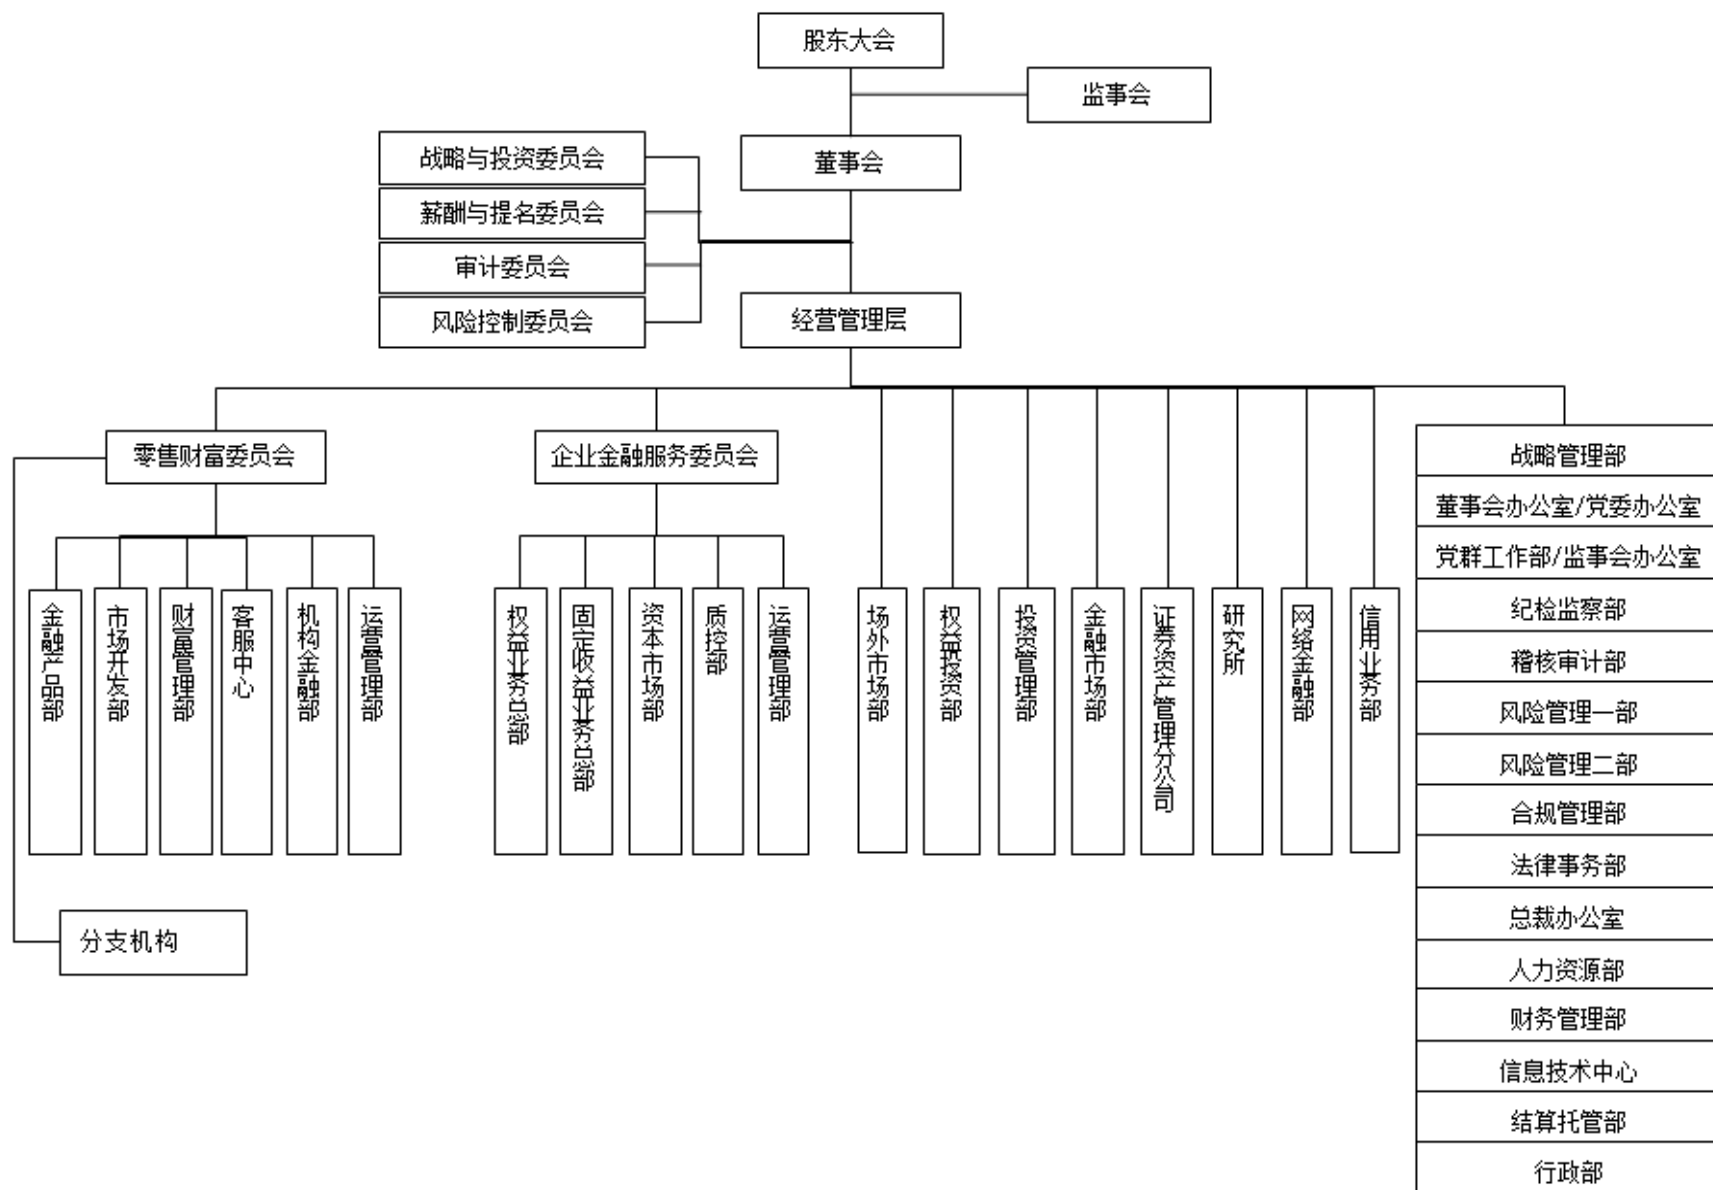 股东大会
监事会
董事会
战略与投资委员会
薪酬与提名委员会
审计委员会
风险控制委员会
经营管理层
零售财富委员会
企业金融服务委员会
金融产品部
市场开发部
财富管理部
客服中心
机构金融部
运营管理部
权益业务总部
固定收益业务总部
资本市场部
质控部
运营管理部
场外市场部
权益投资部
投资管理部
金融市场部
证券资产管理分公司
研究所
网络金融部
信用业务部
战略管理部
董事会办公室/党委办公室
党群工作部/监事会办公室
纪检监察部
稽核审计部
风险管理一部
风险管理二部
合规管理部
法律事务部
总裁办公室
人力资源部
财务管理部
信息技术中心
结算托管部
行政部
分支机构